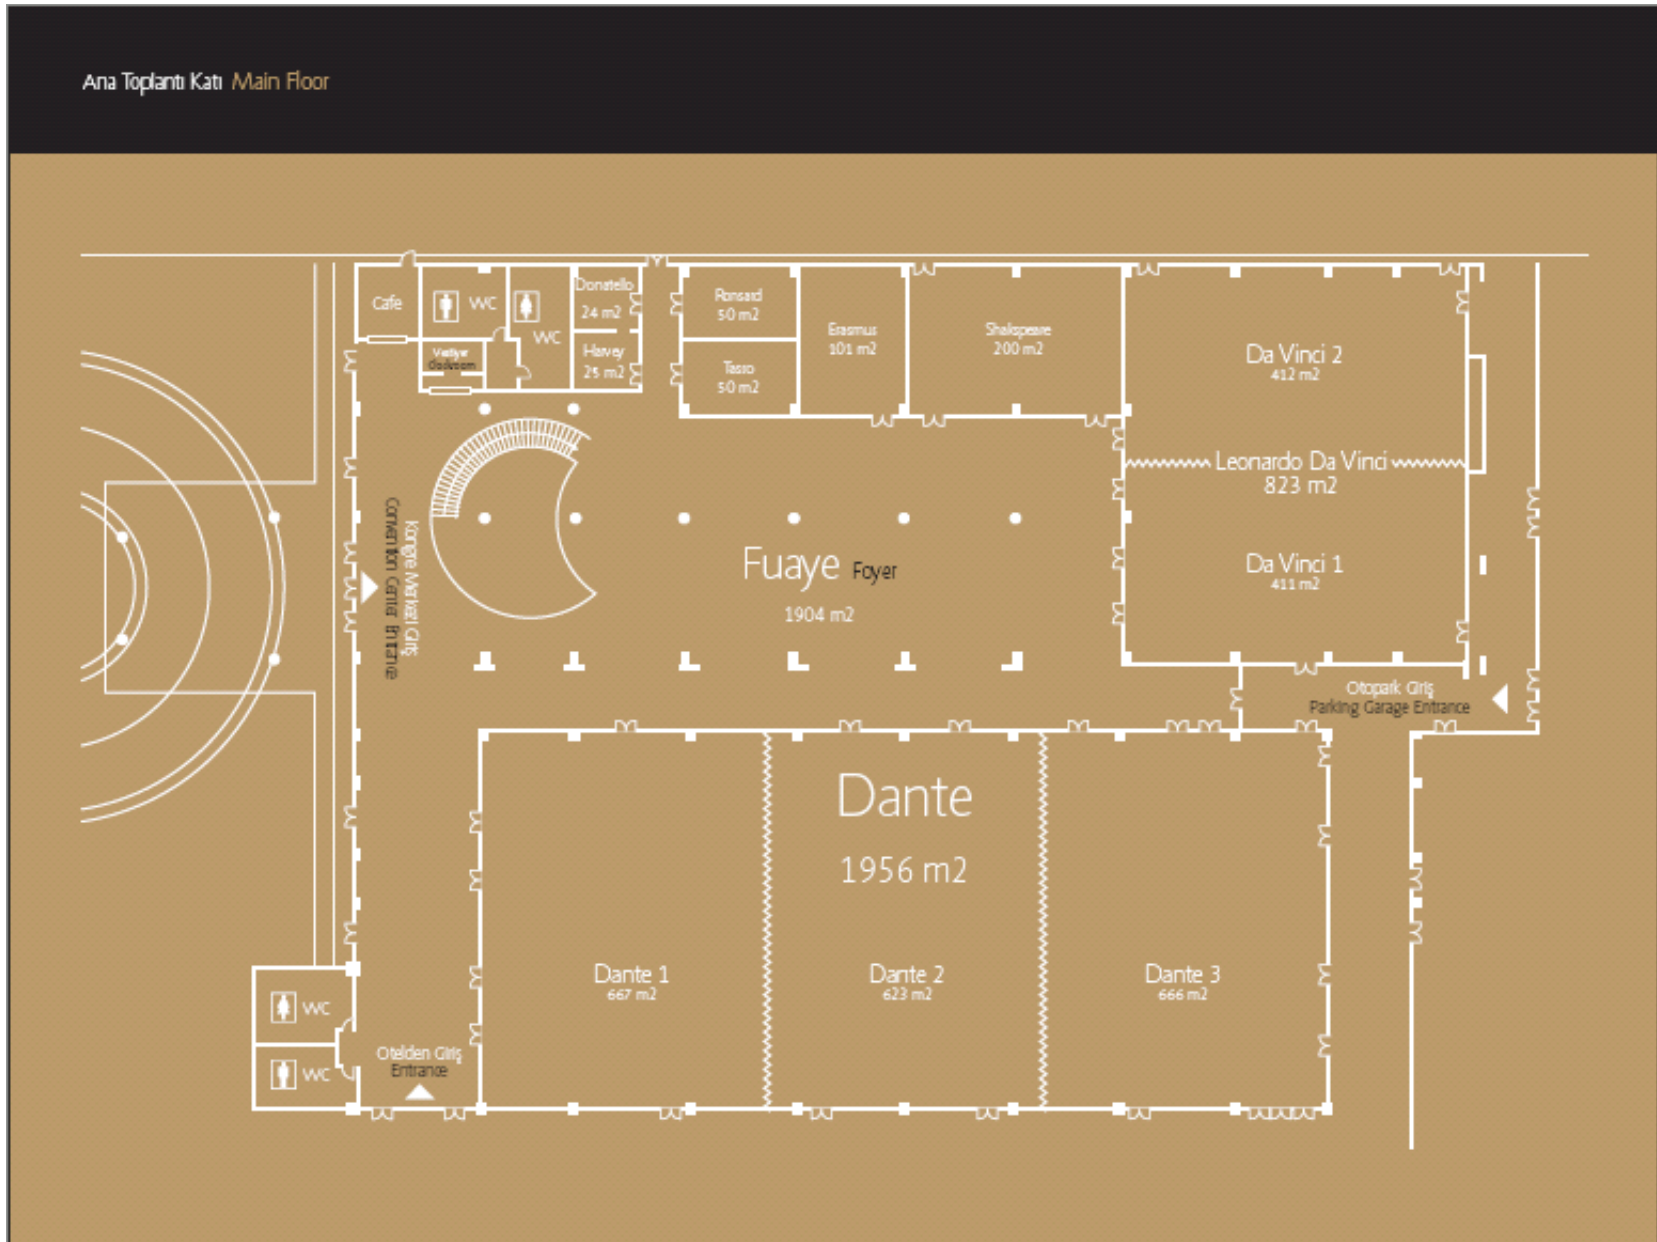 Ana Toplantı Katı Main Floor
Cafe
WC
WC
Vestiyer
Cloakroom
Donatello
24 m2
Harvey
25 m2
Ronsard
50 m2
Tasso
50 m2
Erasmus
101 m2
Shakspeare
200 m2
Da Vinci 2
412 m2
Leonardo Da Vinci
823 m2
Da Vinci 1
411 m2
Kongre Merkezi Giriş
Convention Center Entrance
Fuaye Foyer
1904 m2
Otopark Giriş
Parking Garage Entrance
Dante
1956 m2
Dante 1
667 m2
Dante 2
623 m2
Dante 3
666 m2
WC
WC
Otelden Giriş
Entrance